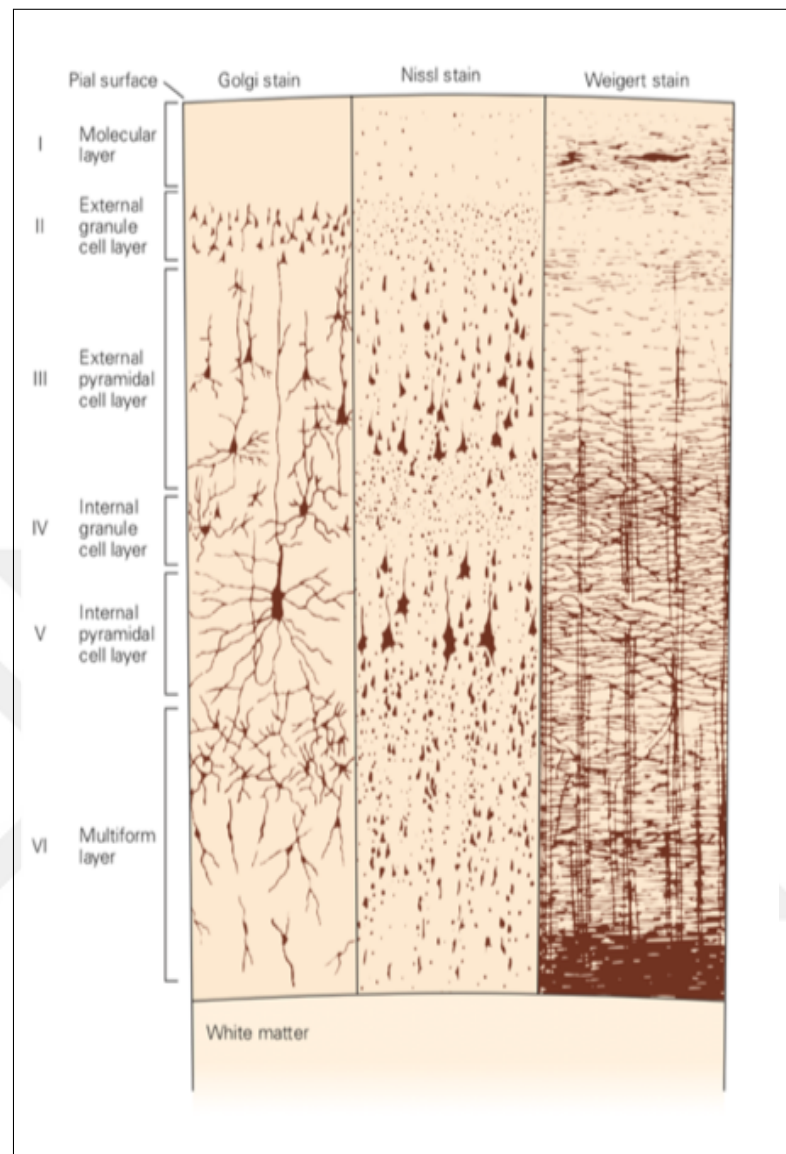 Pial surface
Golgi stain
Nissl stain
Weigert stain
I
Molecular
layer
II
External
granule
cell layer
III
External
pyramidal
cell layer
IV
Internal
granule
cell layer
V
Internal
pyramidal
cell layer
VI
Multiform
layer
White matter